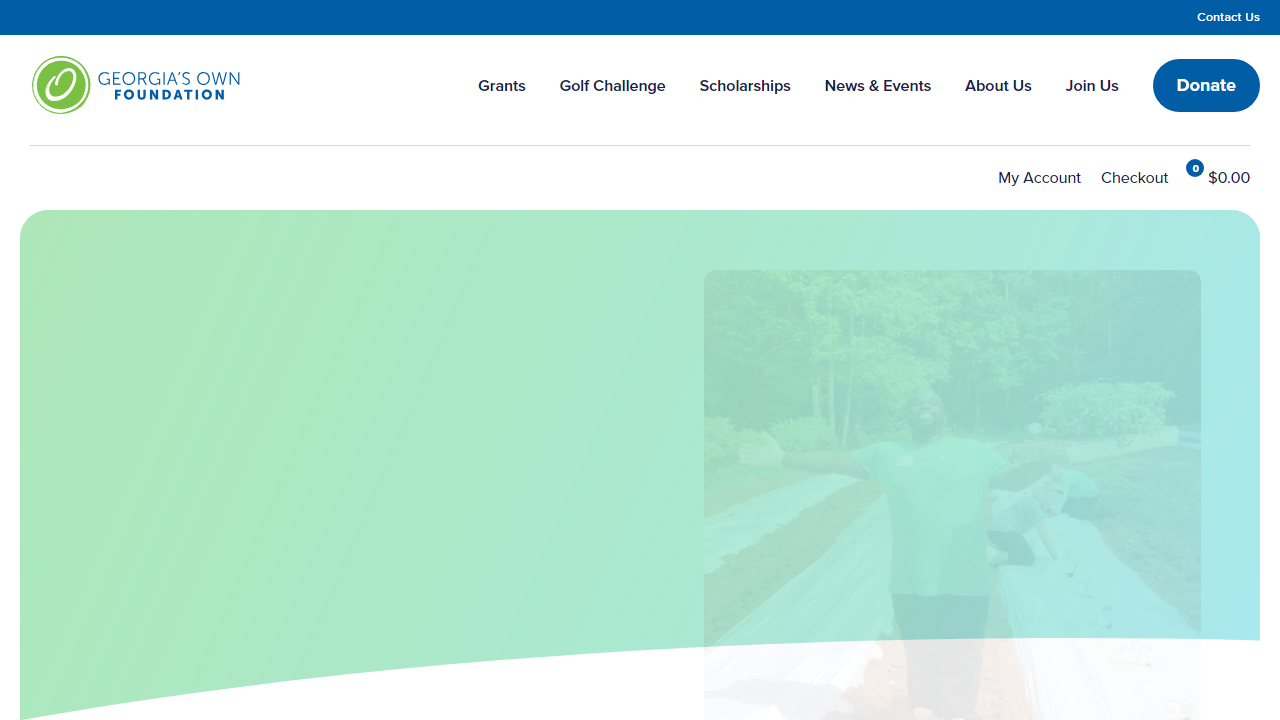 Contact Us
GEORGIA'S OWN
FOUNDATION
Grants
Golf Challenge
Scholarships
News & Events
About Us
Join Us
Donate
My Account
Checkout
0
$0.00